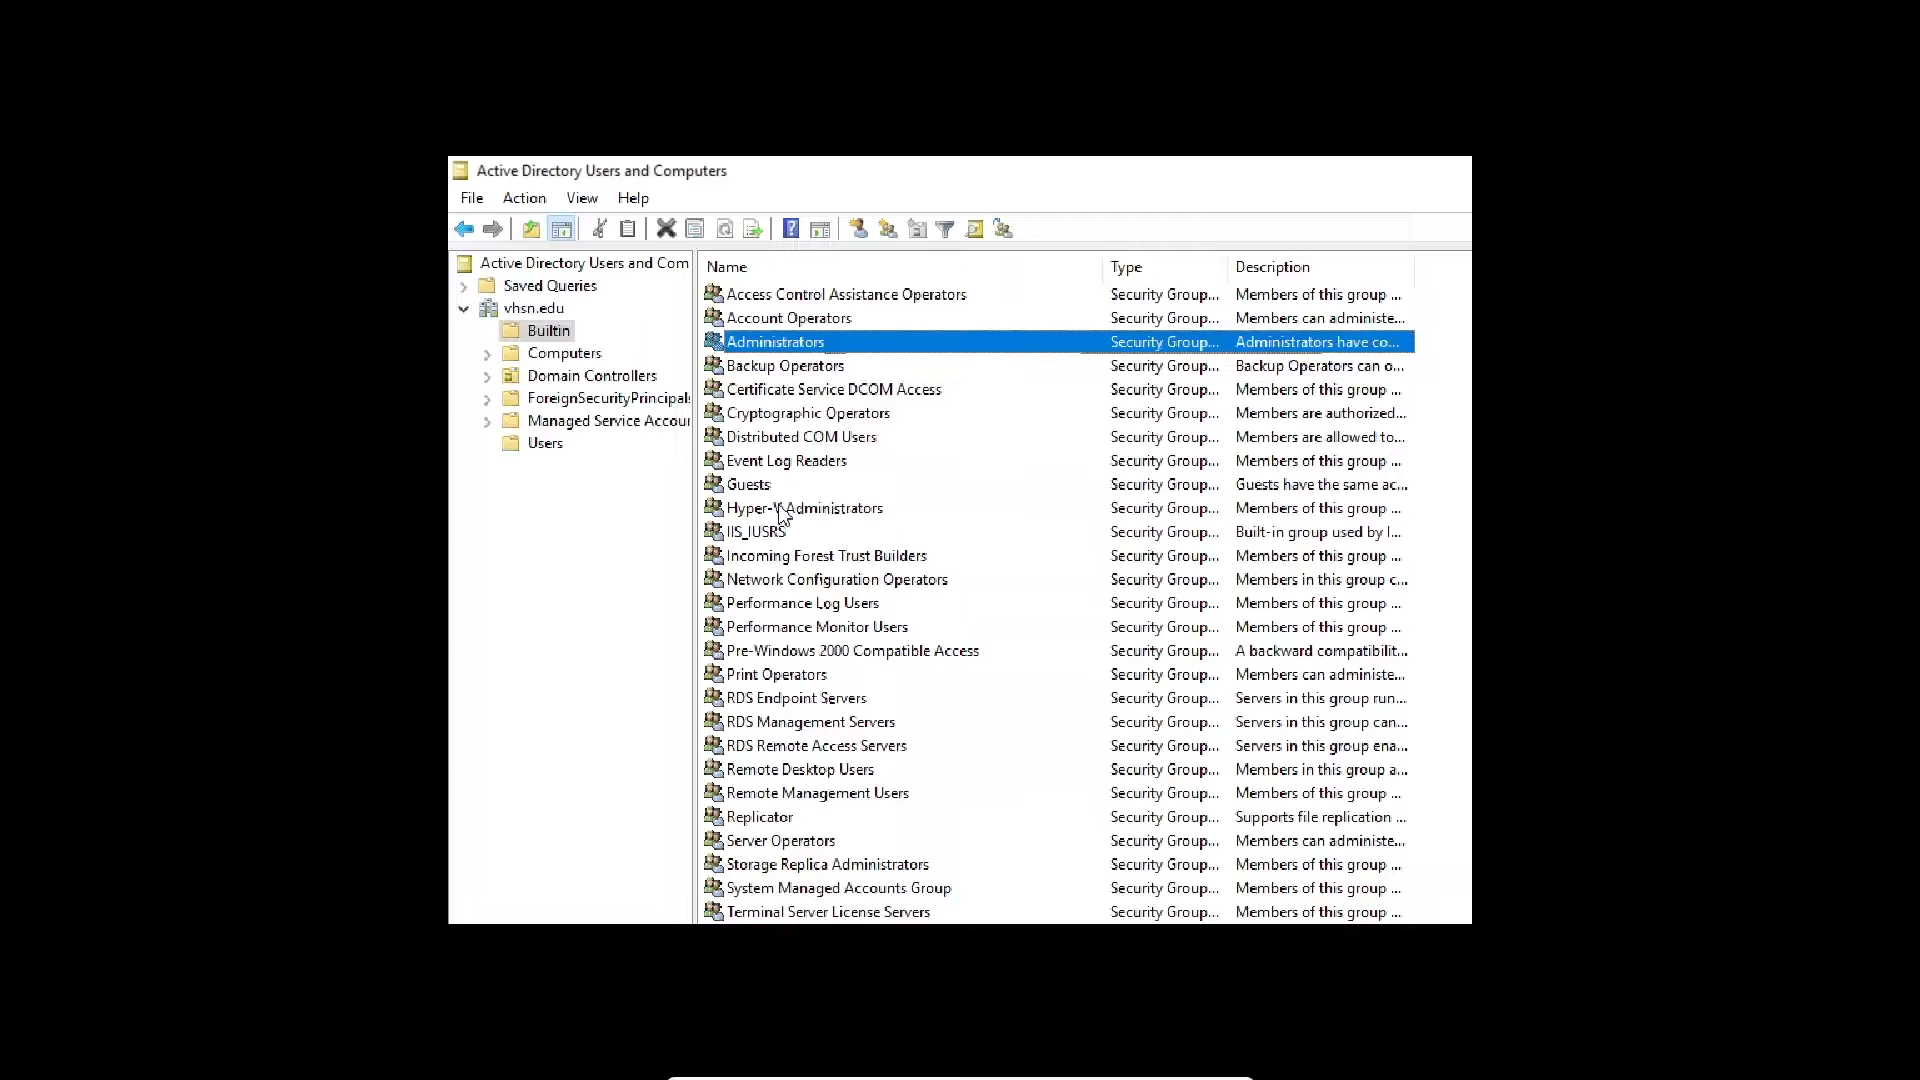 Active Directory Users and Computers
File Action View Help
Active Directory Users and Com
Saved Queries
vhsn.edu
Builtin
Computers
Domain Controllers
ForeignSecurityPrincipals
Managed Service Accour
Users
Name Type Description
Access Control Assistance Operators Security Group... Members of this group ...
Account Operators Security Group... Members can administe...
Administrators Security Group... Administrators have co...
Backup Operators Security Group... Backup Operators can o...
Certificate Service DCOM Access Security Group... Members of this group ...
Cryptographic Operators Security Group... Members are authorized...
Distributed COM Users Security Group... Members are allowed to...
Event Log Readers Security Group... Members of this group ...
Guests Security Group... Guests have the same ac...
Hyper-V Administrators Security Group... Members of this group ...
IIS_IUSRS Security Group... Built-in group used by I...
Incoming Forest Trust Builders Security Group... Members of this group ...
Network Configuration Operators Security Group... Members in this group c...
Performance Log Users Security Group... Members of this group ...
Performance Monitor Users Security Group... Members of this group ...
Pre-Windows 2000 Compatible Access Security Group... A backward compatibilit...
Print Operators Security Group... Members can administe...
RDS Endpoint Servers Security Group... Servers in this group run...
RDS Management Servers Security Group... Servers in this group can...
RDS Remote Access Servers Security Group... Servers in this group ena...
Remote Desktop Users Security Group... Members in this group a...
Remote Management Users Security Group... Members of this group ...
Replicator Security Group... Supports file replication ...
Server Operators Security Group... Members can administe...
Storage Replica Administrators Security Group... Members of this group ...
System Managed Accounts Group Security Group... Members of this group ...
Terminal Server License Servers Security Group... Members of this group ...